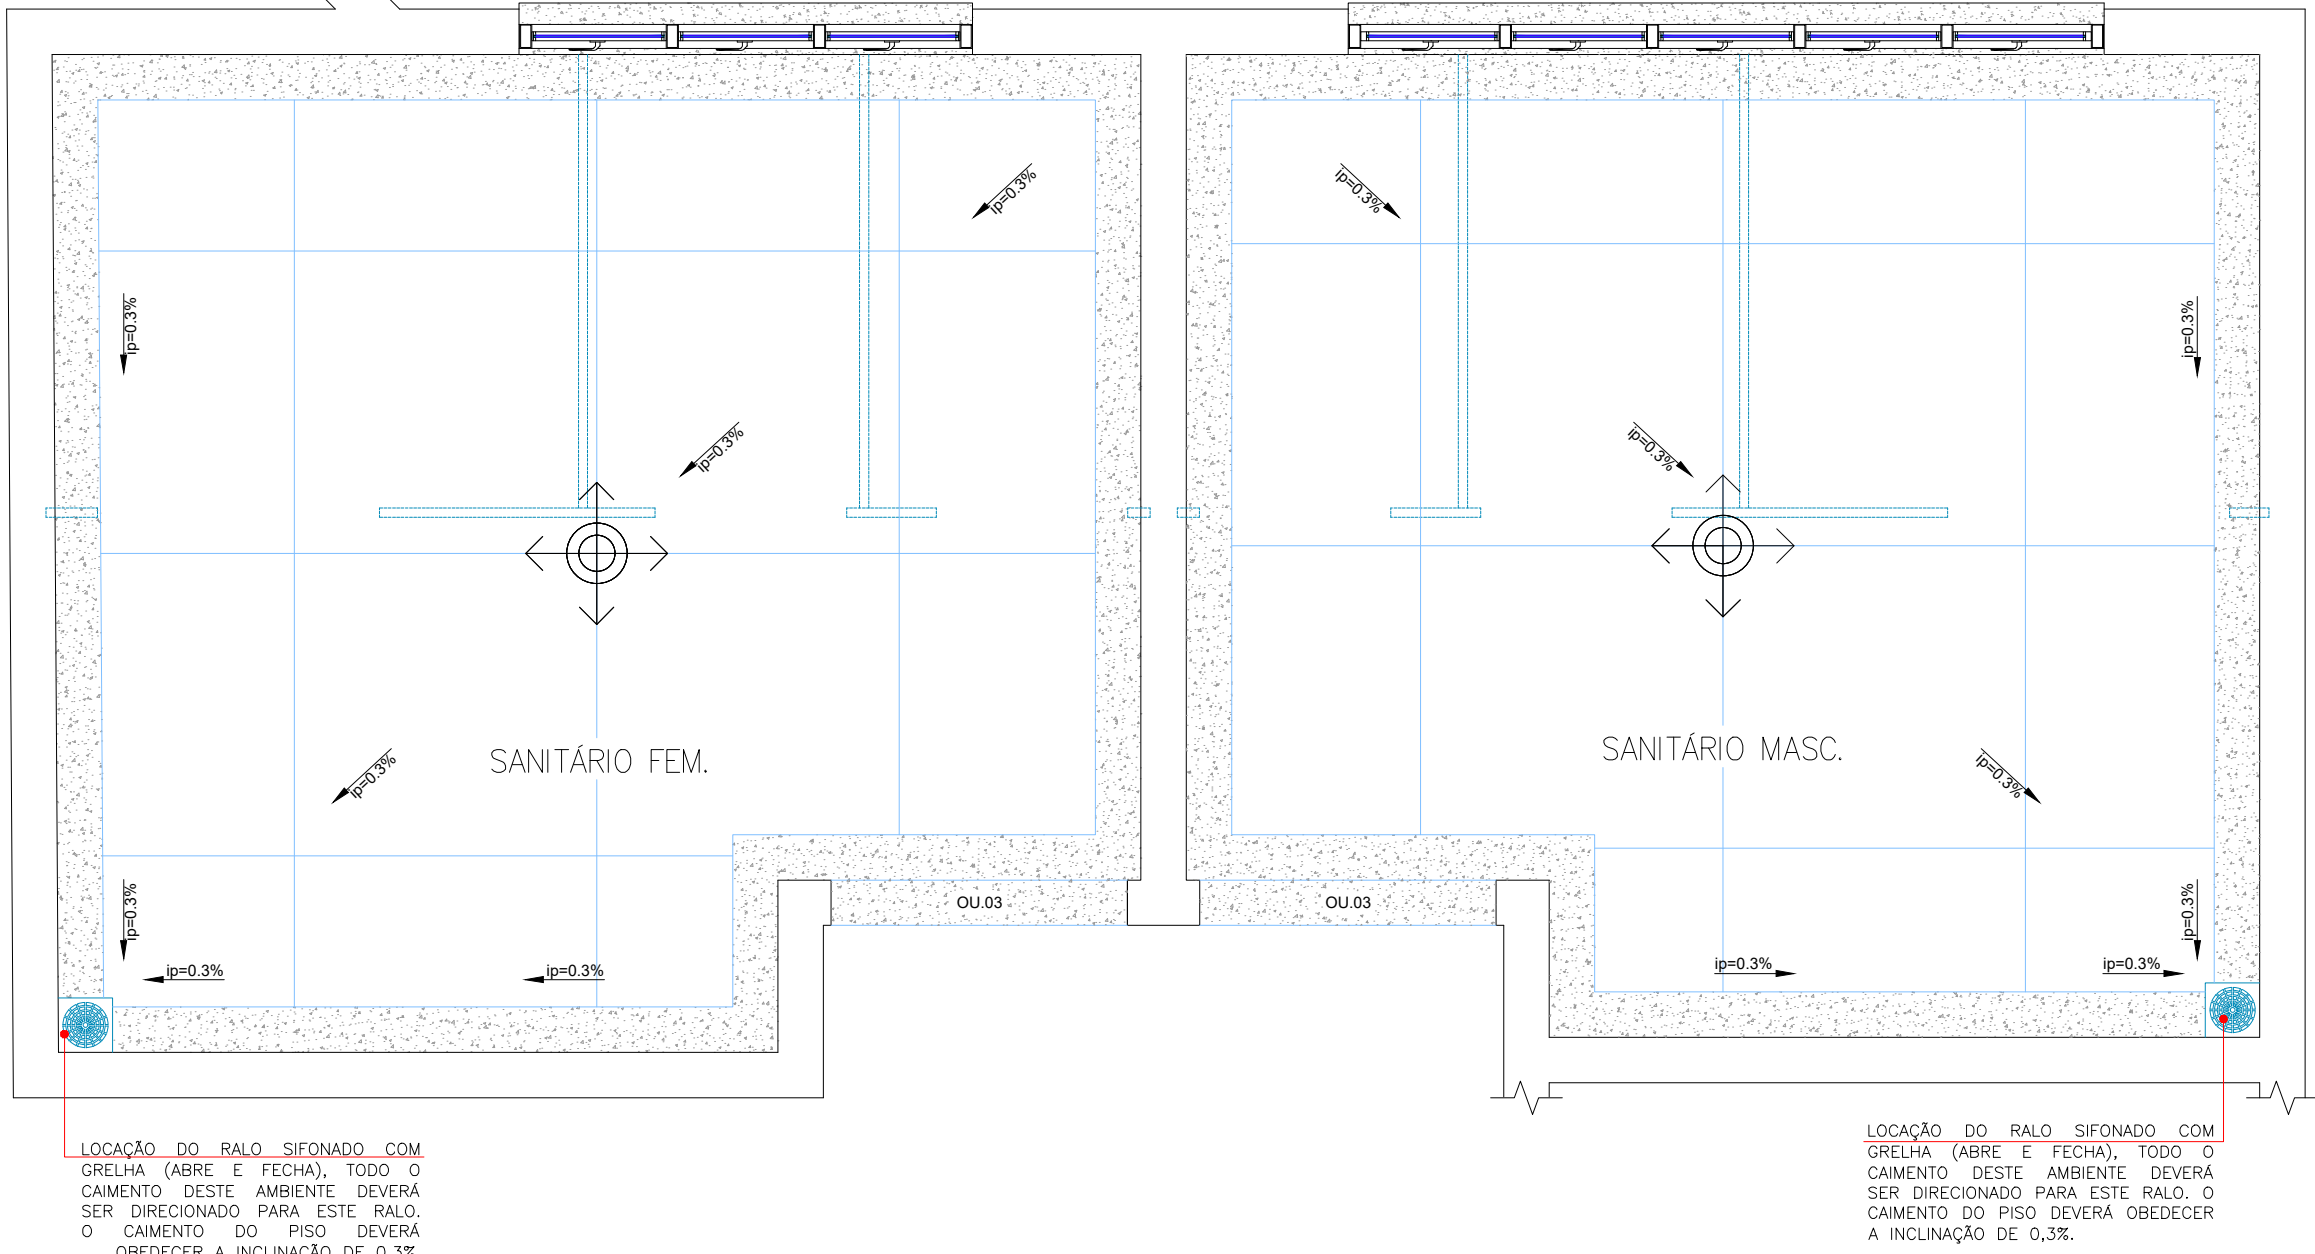 ip=0.3%
ip=0.3%
ip=0.3%
ip=0.3%
ip=0.3%
ip=0.3%
SANITÁRIO FEM.
SANITÁRIO MASC.
ip=0.3%
ip=0.3%
ip=0.3%
ip=0.3%
OU.03
OU.03
ip=0.3%
ip=0.3%
ip=0.3%
ip=0.3%
LOCAÇÃO DO RALO SIFONADO COM
GRELHA (ABRE E FECHA), TODO O
CAIMENTO DESTE AMBIENTE DEVERÁ
SER DIRECIONADO PARA ESTE RALO.
O CAIMENTO DO PISO DEVERÁ
OBEDECER A INCLINAÇÃO DE 0,3%.
LOCAÇÃO DO RALO SIFONADO COM
GRELHA (ABRE E FECHA), TODO O
CAIMENTO DESTE AMBIENTE DEVERÁ
SER DIRECIONADO PARA ESTE RALO. O
CAIMENTO DO PISO DEVERÁ OBEDECER
A INCLINAÇÃO DE 0,3%.